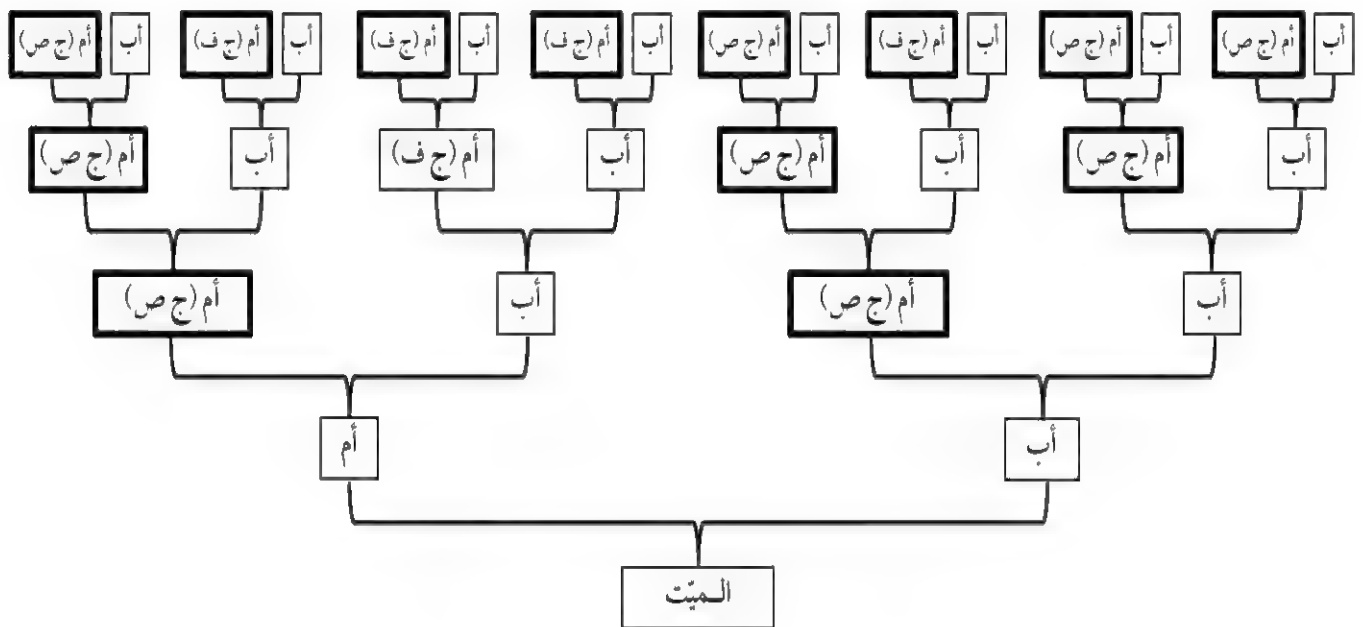 أب أم (ج ص) أب أم (ج ص) أب أم (ج ف) أب أم (ج ص) أب أم (ج ف) أب أم (ج ف) أب أم (ج ف) أب أم (ج ص)
أب أم (ج ص) أب أم (ج ص) أب أم (ج ف) أب أم (ج ص)
أب أم (ج ص) أب أم (ج ص)
أب أم
الـميّت